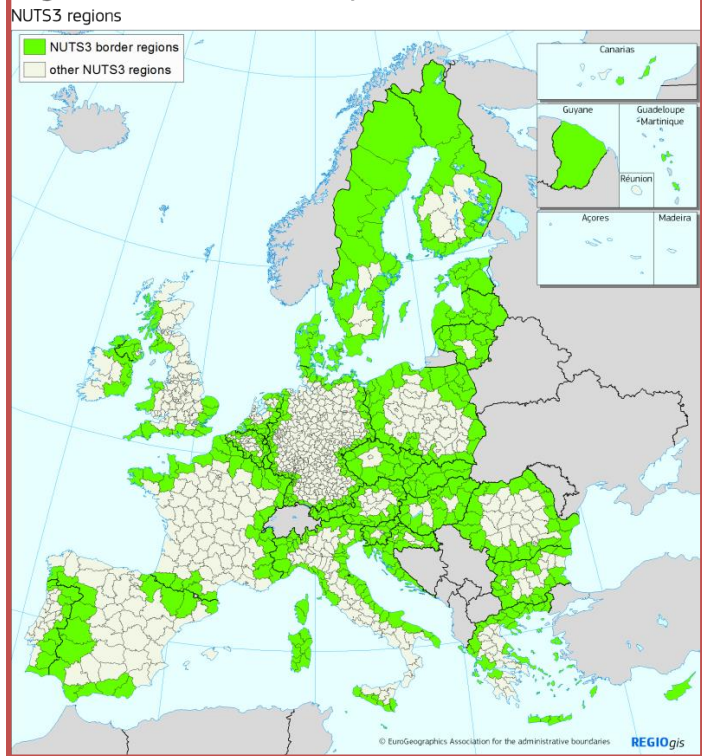 NUTS3 regions
NUTS3 border regions
other NUTS3 regions
Canarias
Guyane
Guadeloupe
Martinique
Réunion
Açores
Madeira
© EuroGeographics Association for the administrative boundaries
REGIOgis